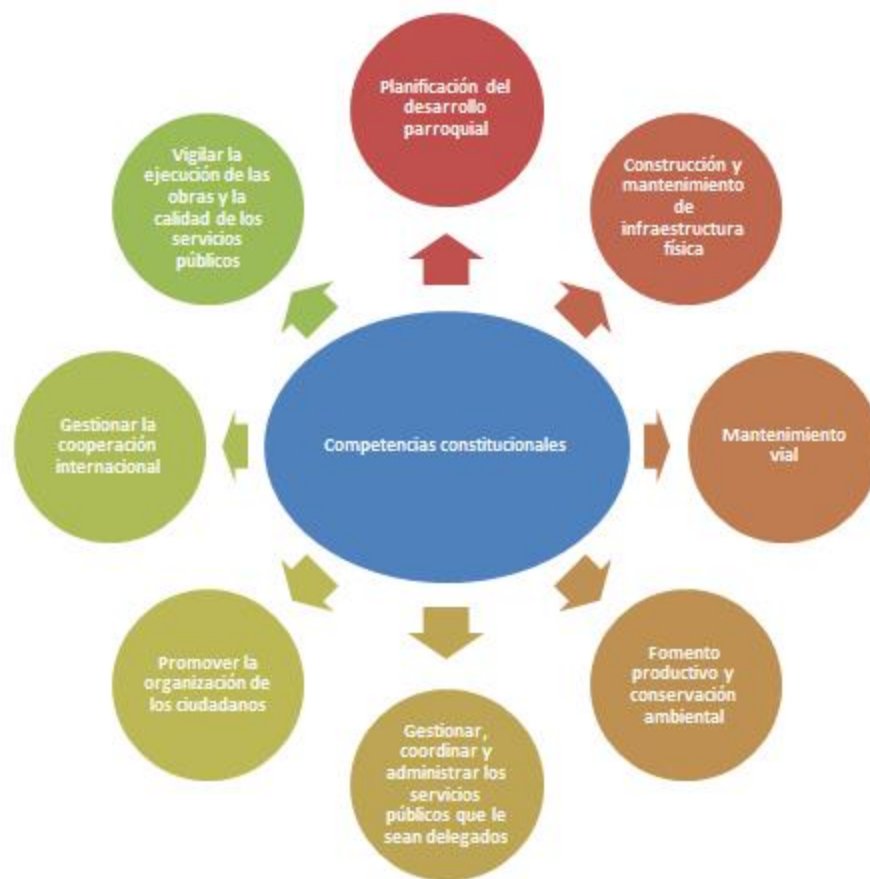 Planificación del
desarrollo
parroquial
Construcción y
mantenimiento
de
infraestructura
física
Mantenimiento
vial
Fomento
productivo y
conservación
ambiental
Gestionar,
coordinar y
administrar los
servicios
públicos que le
sean delegados
Promover la
organización de
los ciudadanos
Gestionar la
cooperación
internacional
Vigilar la
ejecución de las
obras y la
calidad de los
servicios
públicos
Competencias constitucionales